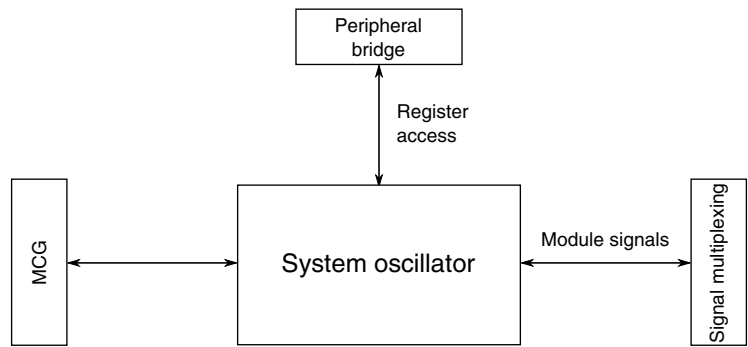 Peripheral
bridge
Register
access
MCG
System oscillator
Module signals
Signal multiplexing